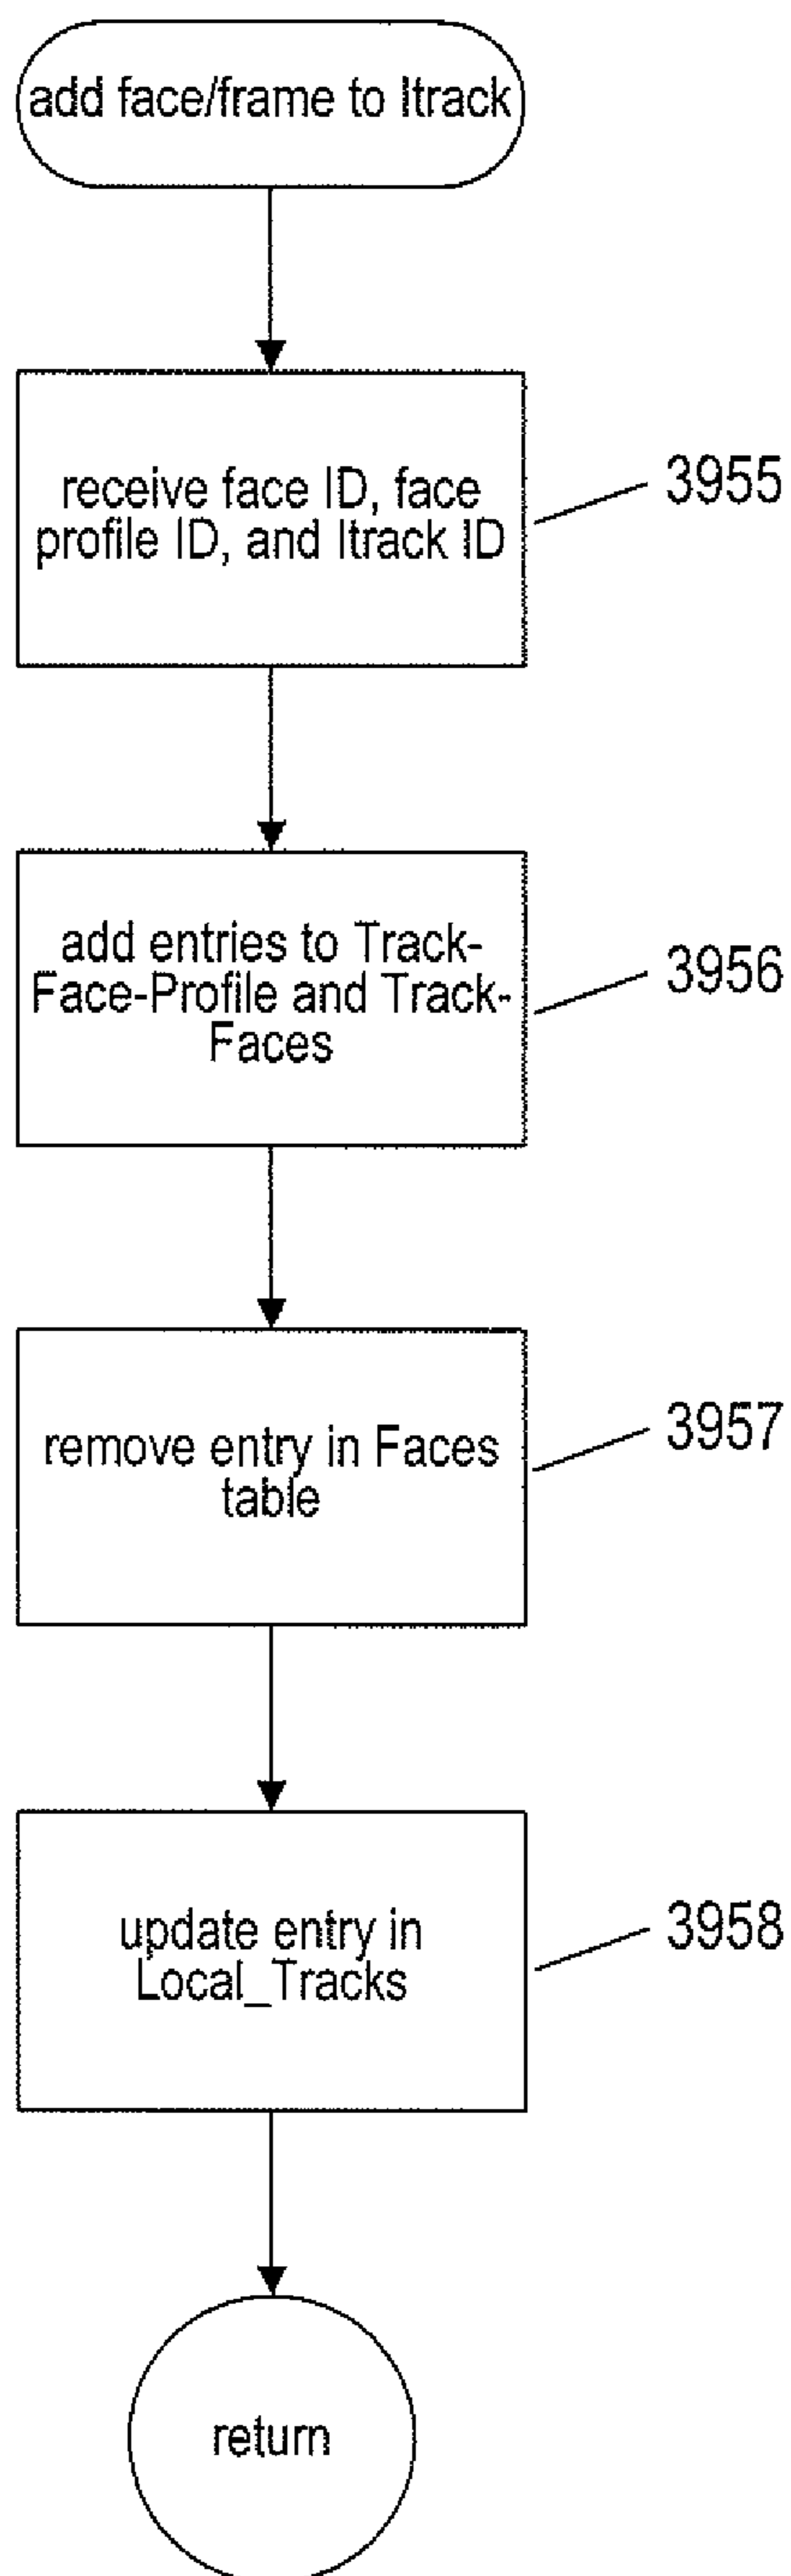 add face/frame to ltrack
receive face ID, face
profile ID, and ltrack ID
3955
add entries to Track-
Face-Profile and Track-
Faces
3956
remove entry in Faces
table
3957
update entry in
Local_Tracks
3958
return